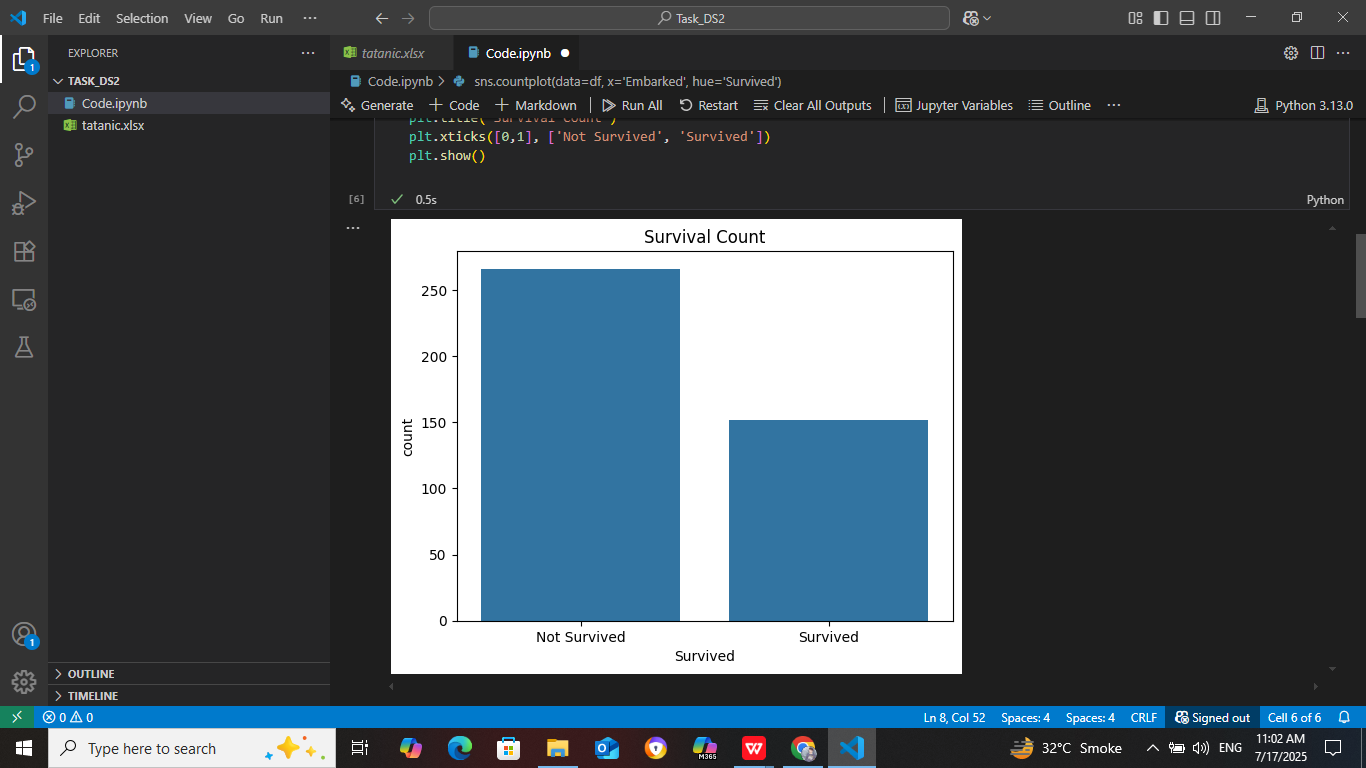 File Edit Selection View Go Run ··· Task_DS2
EXPLORER ···
TASK_DS2
Code.ipynb
tatanic.xlsx
OUTLINE
TIMELINE
tatanic.xlsx Code.ipynb
Code.ipynb > sns.countplot(data=df, x='Embarked', hue='Survived')
Generate + Code + Markdown Run All Restart Clear All Outputs Jupyter Variables Outline ··· Python 3.13.0
plt.title("Survival Count")
plt.xticks([0,1], ['Not Survived', 'Survived'])
plt.show()
[6] 0.5s Python
Survival Count
250
200
150
100
50
0
count
Not Survived Survived
Survived
0 0 Ln 8, Col 52 Spaces: 4 Spaces: 4 CRLF Signed out Cell 6 of 6
Type here to search M365 W 32°C Smoke ENG 11:02 AM
7/17/2025
1
1